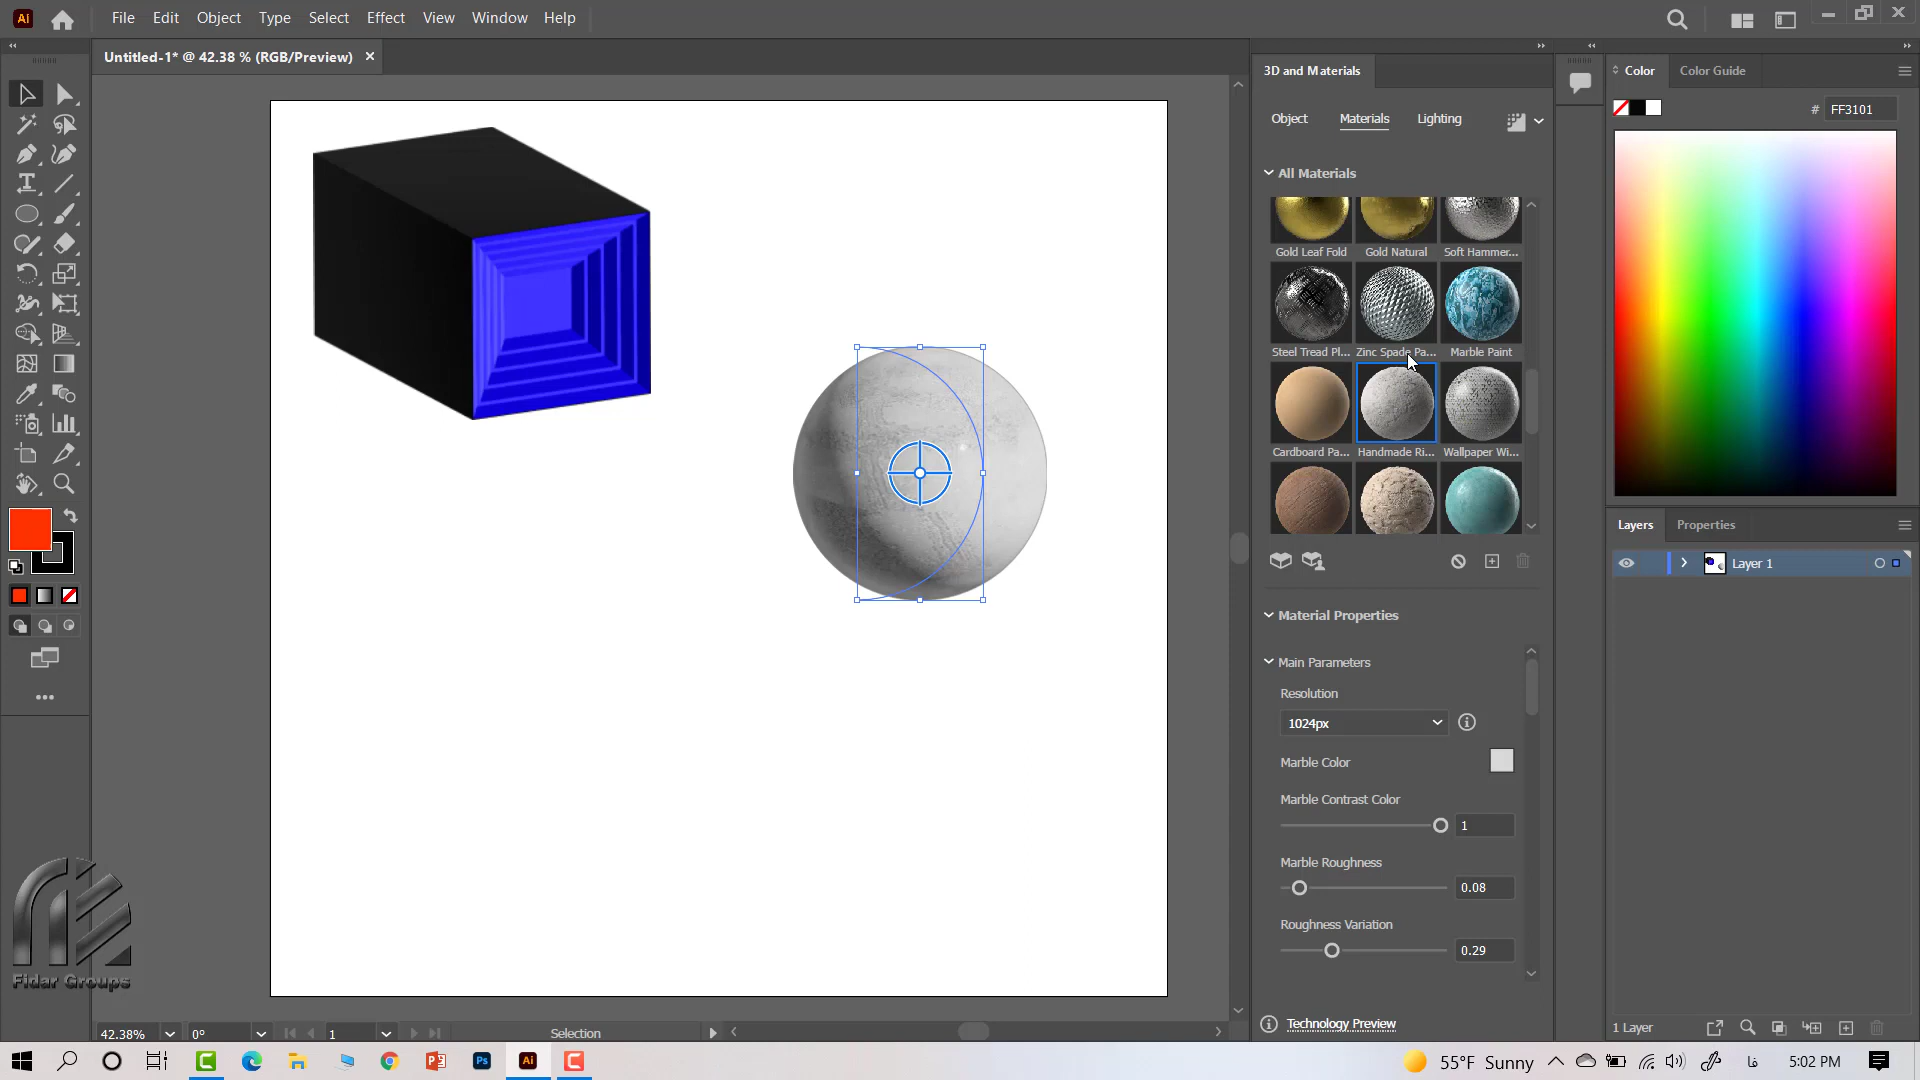 Ai File Edit Object Type Select Effect View Window Help
Untitled-1* @ 42.38 % (RGB/Preview)
3D and Materials
Color Color Guide
Object Materials Lighting
# FF3101
All Materials
Gold Leaf Fold Gold Natural Soft Hammer...
Steel Tread Pl... Zinc Spade Pa... Marble Paint
Cardboard Pa... Handmade Ri... Wallpaper Wi...
Layers Properties
Layer 1
Material Properties
Main Parameters
Resolution
1024px
Marble Color
Marble Contrast Color
1
Marble Roughness
0.08
Roughness Variation
0.29
Fidar Groups
Technology Preview
42.38% 0° 1 Selection
1 Layer
Ps Ai 55°F Sunny فا 5:02 PM